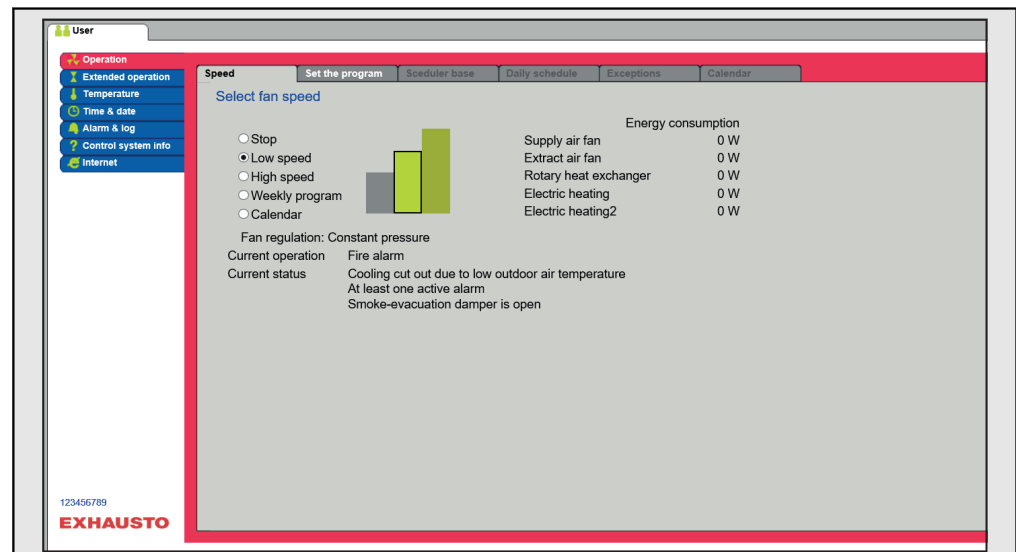 User
Operation
Extended operation
Temperature
Time & date
Alarm & log
Control system info
Internet
Speed Set the program Sceduler base Daily schedule Exceptions Calendar
Select fan speed
Stop
Low speed
High speed
Weekly program
Calendar
Energy consumption
Supply air fan 0 W
Extract air fan 0 W
Rotary heat exchanger 0 W
Electric heating 0 W
Electric heating2 0 W
Fan regulation: Constant pressure
Current operation Fire alarm
Current status Cooling cut out due to low outdoor air temperature
At least one active alarm
Smoke-evacuation damper is open
123456789
EXHAUSTO